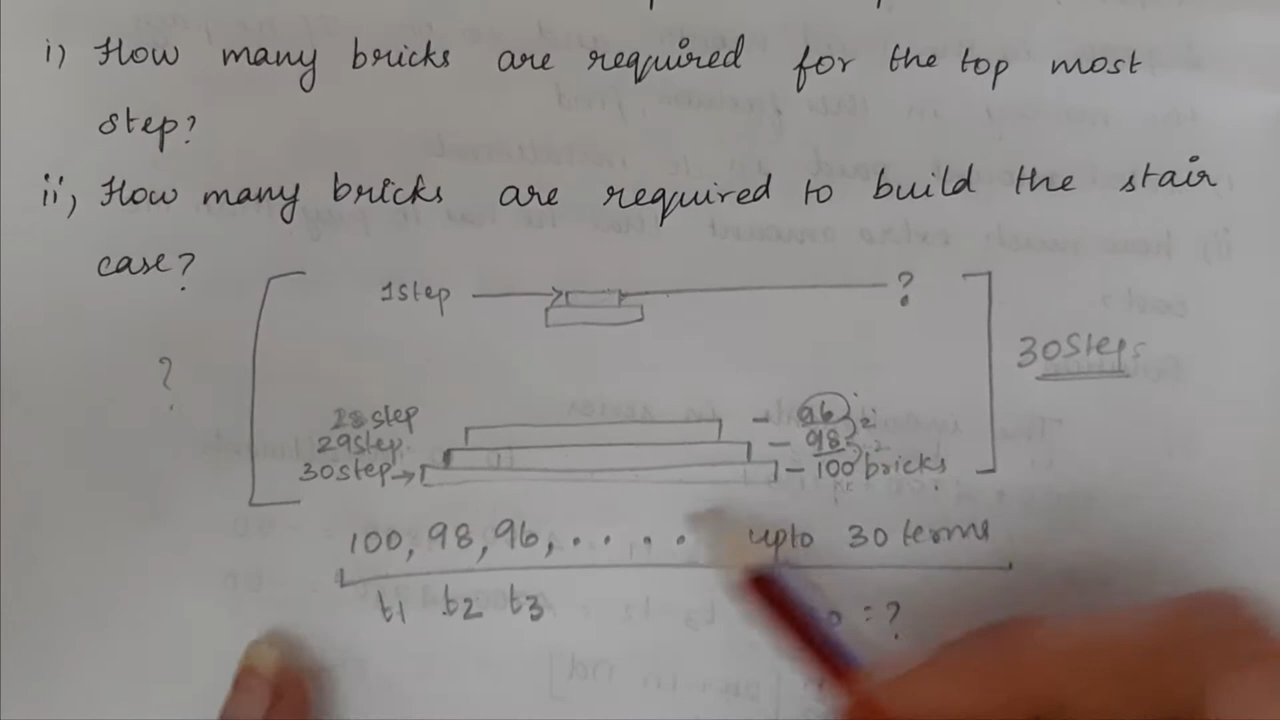 i) How many bricks are required for the top most
step?
ii, How many bricks are required to build the stair
case?
1step ?
30Steps
?
28step - 96 2
29step - 98 2
30step → - 100 bricks
100, 98, 96, . . . . . upto 30 terms
t1 t2 t3 = ?